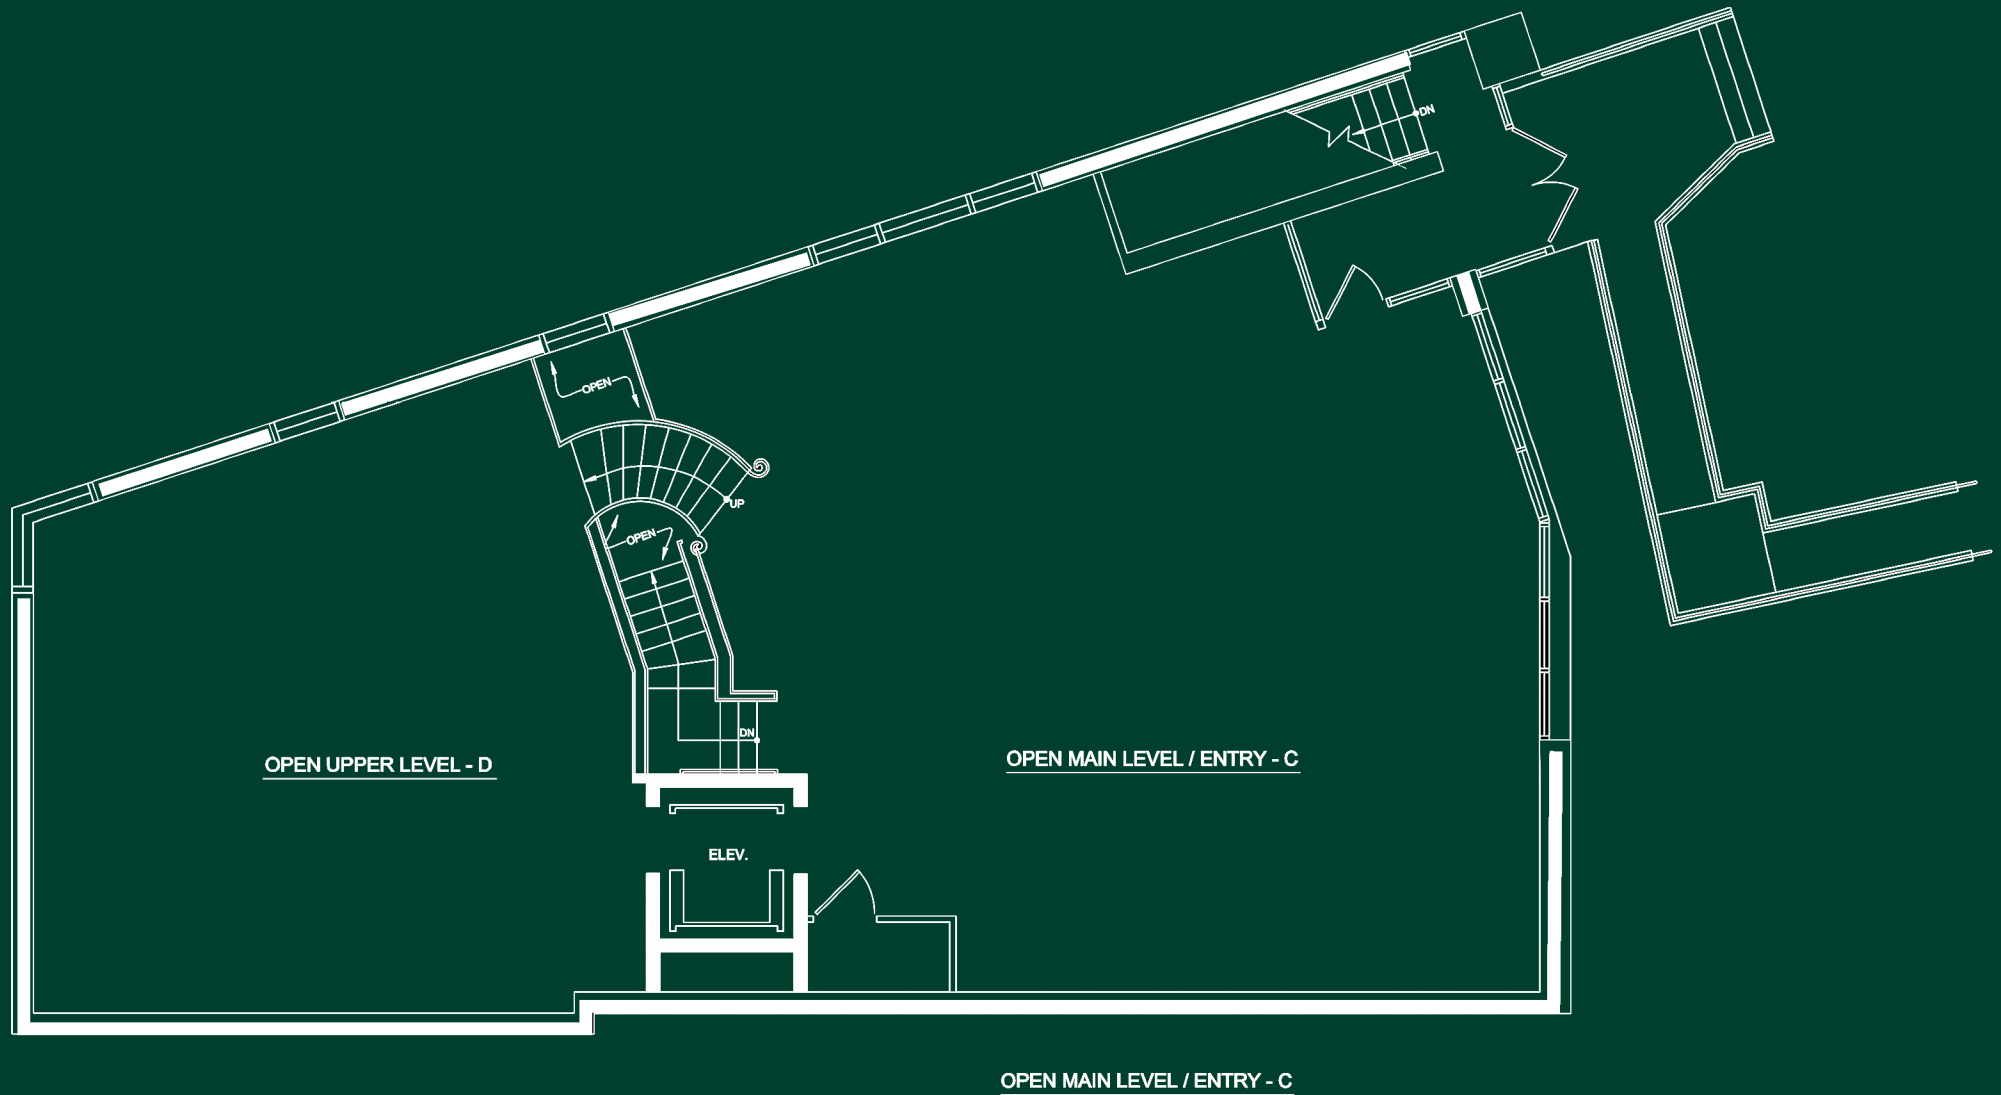 DN
OPEN
UP
OPEN
DN
OPEN UPPER LEVEL - D
OPEN MAIN LEVEL / ENTRY - C
ELEV.
OPEN MAIN LEVEL / ENTRY - C